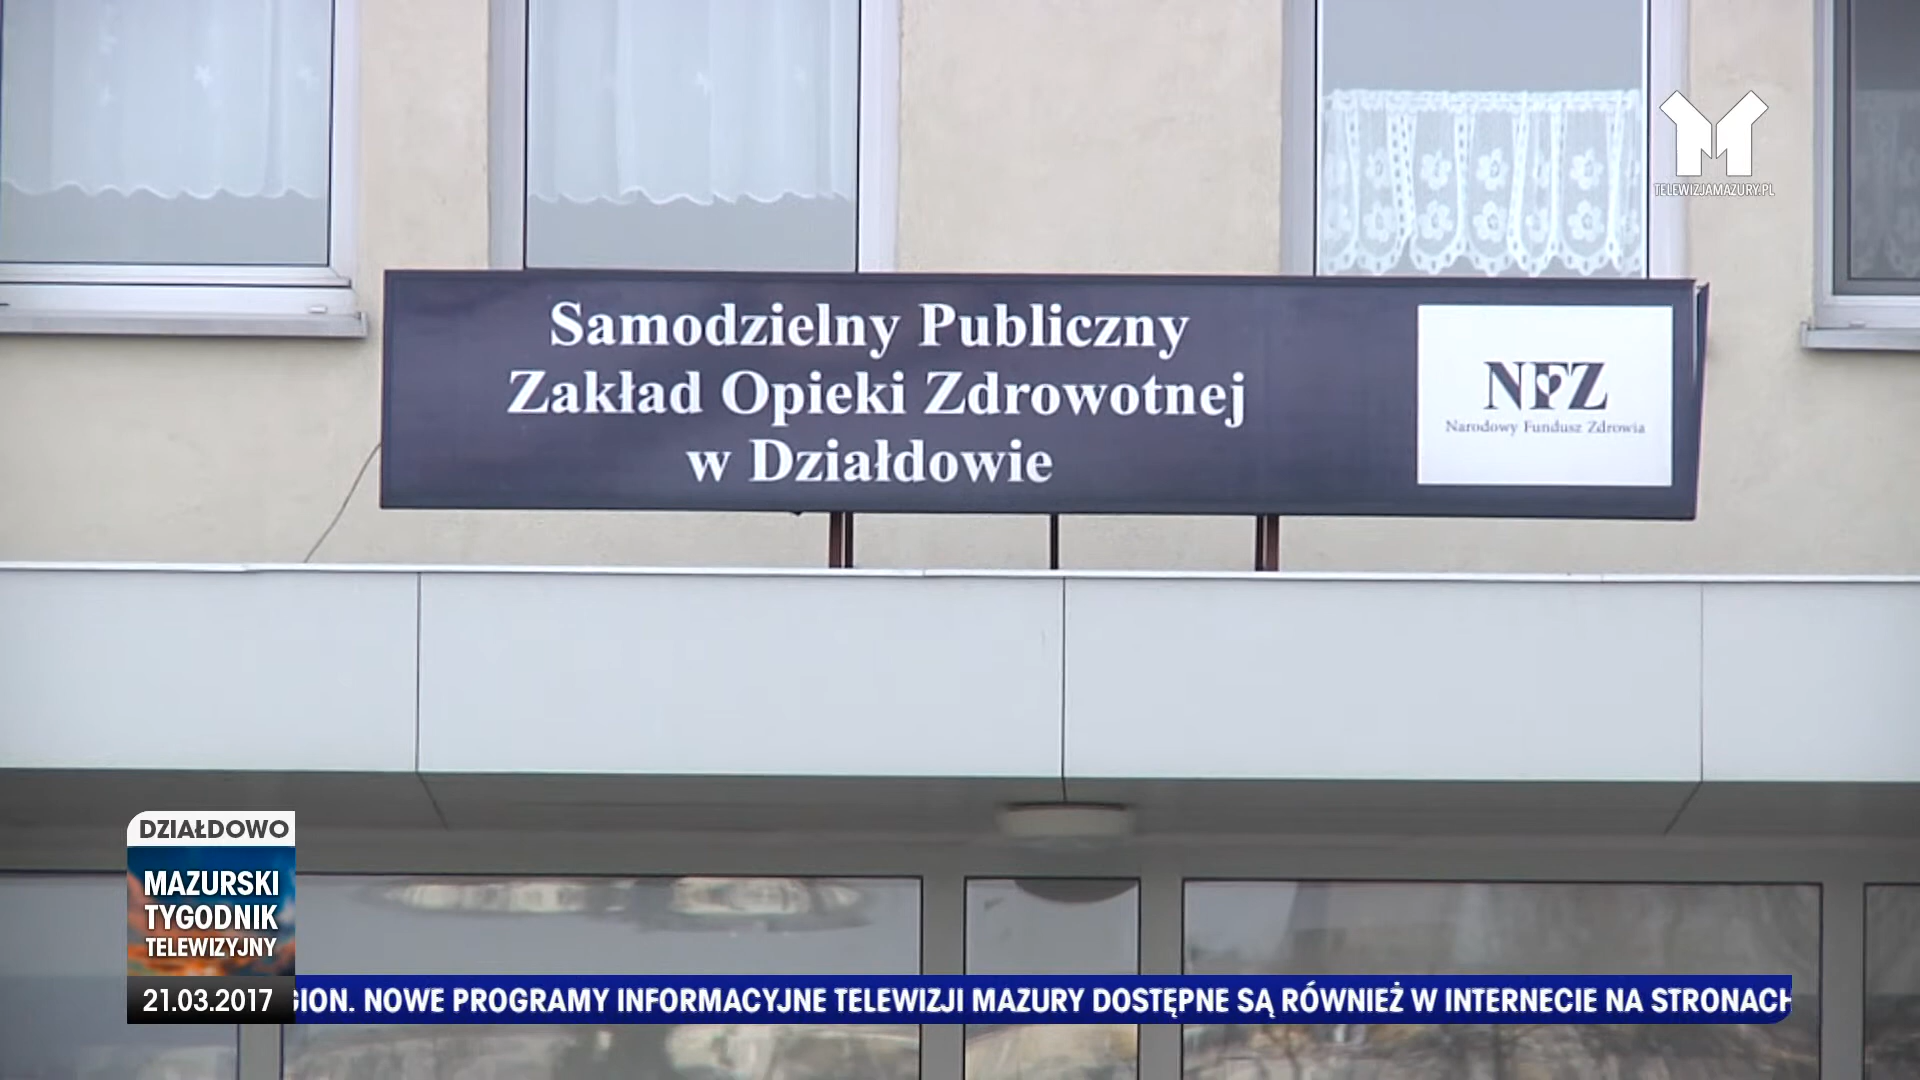 TELEWIZJAMAZURY.PL
Samodzielny Publiczny
Zakład Opieki Zdrowotnej
w Działdowie
NFZ
Narodowy Fundusz Zdrowia
DZIAŁDOWO
MAZURSKI
TYGODNIK
TELEWIZYJNY
21.03.2017
GION. NOWE PROGRAMY INFORMACYJNE TELEWIZJI MAZURY DOSTĘPNE SĄ RÓWNIEŻ W INTERNECIE NA STRONACH